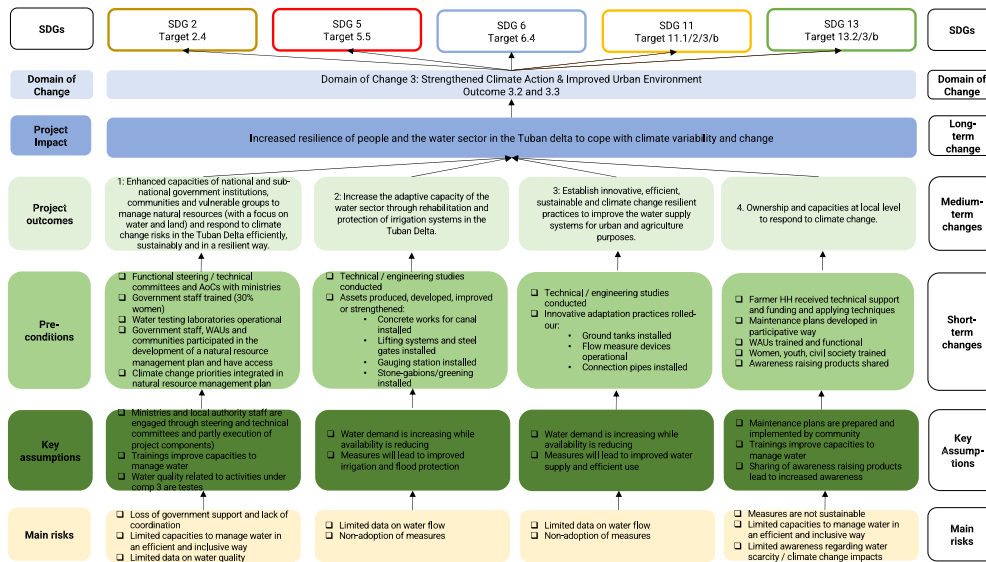 SDGs
SDG 2
Target 2.4
SDG 5
Target 5.5
SDG 6
Target 6.4
SDG 11
Target 11.1/2/3/b
SDG 13
Target 13.2/3/b
SDGs
Domain of
Change
Domain of Change 3: Strengthened Climate Action & Improved Urban Environment
Outcome 3.2 and 3.3
Domain of
Change
Project
Impact
Increased resilience of people and the water sector in the Tuban delta to cope with climate variability and change
Long-
term
change
Project
outcomes
1: Enhanced capacities of national and sub-
national government institutions,
communities and vulnerable groups to
manage natural resources (with a focus on
water and land) and respond to climate
change risks in the Tuban Delta efficiently,
sustainably and in a resilient way.
2: Increase the adaptive capacity of the
water sector through rehabilitation and
protection of irrigation systems in the
Tuban Delta.
3: Establish innovative, efficient,
sustainable and climate change resilient
practices to improve the water supply
systems for urban and agriculture
purposes.
4. Ownership and capacities at local level
to respond to climate change.
Medium-
term
changes
Pre-
conditions
❑ Functional steering / technical
committees and AoCs with ministries
❑ Government staff trained (30%
women)
❑ Water testing laboratories operational
❑ Government staff, WAUs and
communities participated in the
development of a natural resource
management plan and have access
❑ Climate change priorities integrated in
natural resource management plan
❑ Technical / engineering studies
conducted
❑ Assets produced, developed, improved
or strengthened:
• Concrete works for canal
installed
• Lifting systems and steel
gates installed
• Gauging station installed
• Stone-gabions/greening
installed
❑ Technical / engineering studies
conducted
❑ Innovative adaptation practices rolled-
our:
• Ground tanks installed
• Flow measure devices
operational
• Connection pipes installed
❑ Farmer HH received technical support
and funding and applying techniques
❑ Maintenance plans developed in
participative way
❑ WAUs trained and functional
❑ Women, youth, civil society trained
❑ Awareness raising products shared
Short-
term
changes
Key
assumptions
❑ Ministries and local authority staff are
engaged through steering and technical
committees and partly execution of
project components)
❑ Trainings improve capacities to
manage water
❑ Water quality related to activities under
comp 3 are testes
❑ Water demand is increasing while
availability is reducing
❑ Measures will lead to improved
irrigation and flood protection
❑ Water demand is increasing while
availability is reducing
❑ Measures will lead to improved water
supply and efficient use
❑ Maintenance plans are prepared and
implemented by community
❑ Trainings improve capacities to
manage water
❑ Sharing of awareness raising products
lead to increased awareness
Key
Assump-
tions
Main risks
❑ Loss of government support and lack of
coordination
❑ Limited capacities to manage water in
an efficient and inclusive way
❑ Limited data on water quality
❑ Limited data on water flow
❑ Non-adoption of measures
❑ Limited data on water flow
❑ Non-adoption of measures
❑ Measures are not sustainable
❑ Limited capacities to manage water in
an efficient and inclusive way
❑ Limited awareness regarding water
scarcity / climate change impacts
Main
risks